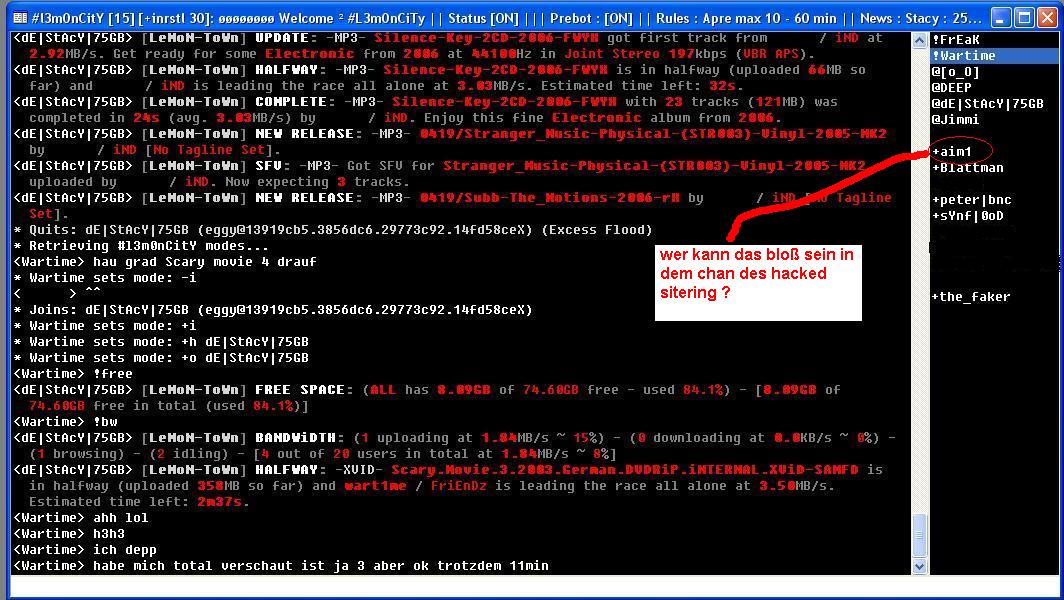 #l3m0nCitY [15] [+inrstl 30]: øøøøøøøø Welcome ² #L3m0nCiTy || Status [ON] ||| Prebot : [ON] || Rules : Apre max 10 - 60 min || News : Stacy : 25...
<dE|StAcY|75GB> [LeMoN-ToWn] UPDATE: -MP3- Silence-Key-2CD-2006-FWYH got first track from / iND at
2.92MB/s. Get ready for some Electronic from 2006 at 44100Hz in Joint Stereo 197kbps (VBR APS).
<dE|StAcY|75GB> [LeMoN-ToWn] HALFWAY: -MP3- Silence-Key-2CD-2006-FWYH is in halfway (uploaded 66MB so
far) and / iND is leading the race all alone at 3.03MB/s. Estimated time left: 32s.
<dE|StAcY|75GB> [LeMoN-ToWn] COMPLETE: -MP3- Silence-Key-2CD-2006-FWYH with 23 tracks (121MB) was
completed in 24s (avg. 3.03MB/s) by / iND. Enjoy this fine Electronic album from 2006.
<dE|StAcY|75GB> [LeMoN-ToWn] NEW RELEASE: -MP3- 0419/Stranger_Music-Physical-(STR003)-Vinyl-2005-MK2
by / iND [No Tagline Set].
<dE|StAcY|75GB> [LeMoN-ToWn] SFV: -MP3- Got SFV for Stranger_Music-Physical-(STR003)-Vinyl-2005-MK2
uploaded by / iND. Now expecting 3 tracks.
<dE|StAcY|75GB> [LeMoN-ToWn] NEW RELEASE: -MP3- 0419/Subb-The_Motions-2006-rH by / iND [No Tagline
Set].
* Quits: dE|StAcY|75GB (eggy@13919cb5.3856dc6.29773c92.14fd58ceX) (Excess Flood)
* Retrieving #l3m0nCitY modes...
<Wartime> hau grad Scary movie 4 drauf
* Wartime sets mode: -i
< > ^^
* Joins: dE|StAcY|75GB (eggy@13919cb5.3856dc6.29773c92.14fd58ceX)
* Wartime sets mode: +i
* Wartime sets mode: +h dE|StAcY|75GB
* Wartime sets mode: +o dE|StAcY|75GB
<Wartime> !free
<dE|StAcY|75GB> [LeMoN-ToWn] FREE SPACE: (ALL has 8.09GB of 74.60GB free - used 84.1%) - [8.09GB of
74.60GB free in total (used 84.1%)]
<Wartime> !bw
<dE|StAcY|75GB> [LeMoN-ToWn] BANDWiDTH: (1 uploading at 1.84MB/s ~ 15%) - (0 downloading at 0.0KB/s ~ 0%) -
(1 browsing) - (2 idling) - [4 out of 20 users in total at 1.84MB/s ~ 8%]
<dE|StAcY|75GB> [LeMoN-ToWn] HALFWAY: -XVID- Scary.Movie.3.2003.German.DVDRiP.iNTERNAL.XViD-SAMFD is
in halfway (uploaded 358MB so far) and wart1me / FriEnDz is leading the race all alone at 3.50MB/s.
Estimated time left: 2m37s.
<Wartime> ahh lol
<Wartime> h3h3
<Wartime> ich depp
<Wartime> habe mich total verschaut ist ja 3 aber ok trotzdem 11min
!FrEaK
!Wartime
@[o_O]
@DEEP
@dE|StAcY|75GB
@Jimmi
+aim1
+Blattman
+peter|bnc
+sYnf|0oD
+the_faker
wer kann das bloß sein in
dem chan des hacked
sitering ?